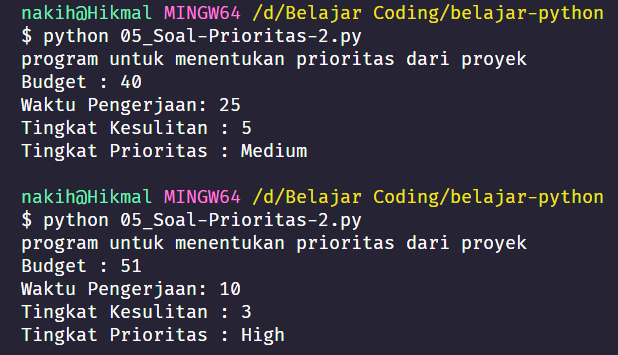 nakih@Hikmal MINGW64 /d/Belajar Coding/belajar-python
$ python 05_Soal-Prioritas-2.py
program untuk menentukan prioritas dari proyek
Budget : 40
Waktu Pengerjaan: 25
Tingkat Kesulitan : 5
Tingkat Prioritas : Medium
nakih@Hikmal MINGW64 /d/Belajar Coding/belajar-python
$ python 05_Soal-Prioritas-2.py
program untuk menentukan prioritas dari proyek
Budget : 51
Waktu Pengerjaan: 10
Tingkat Kesulitan : 3
Tingkat Prioritas : High